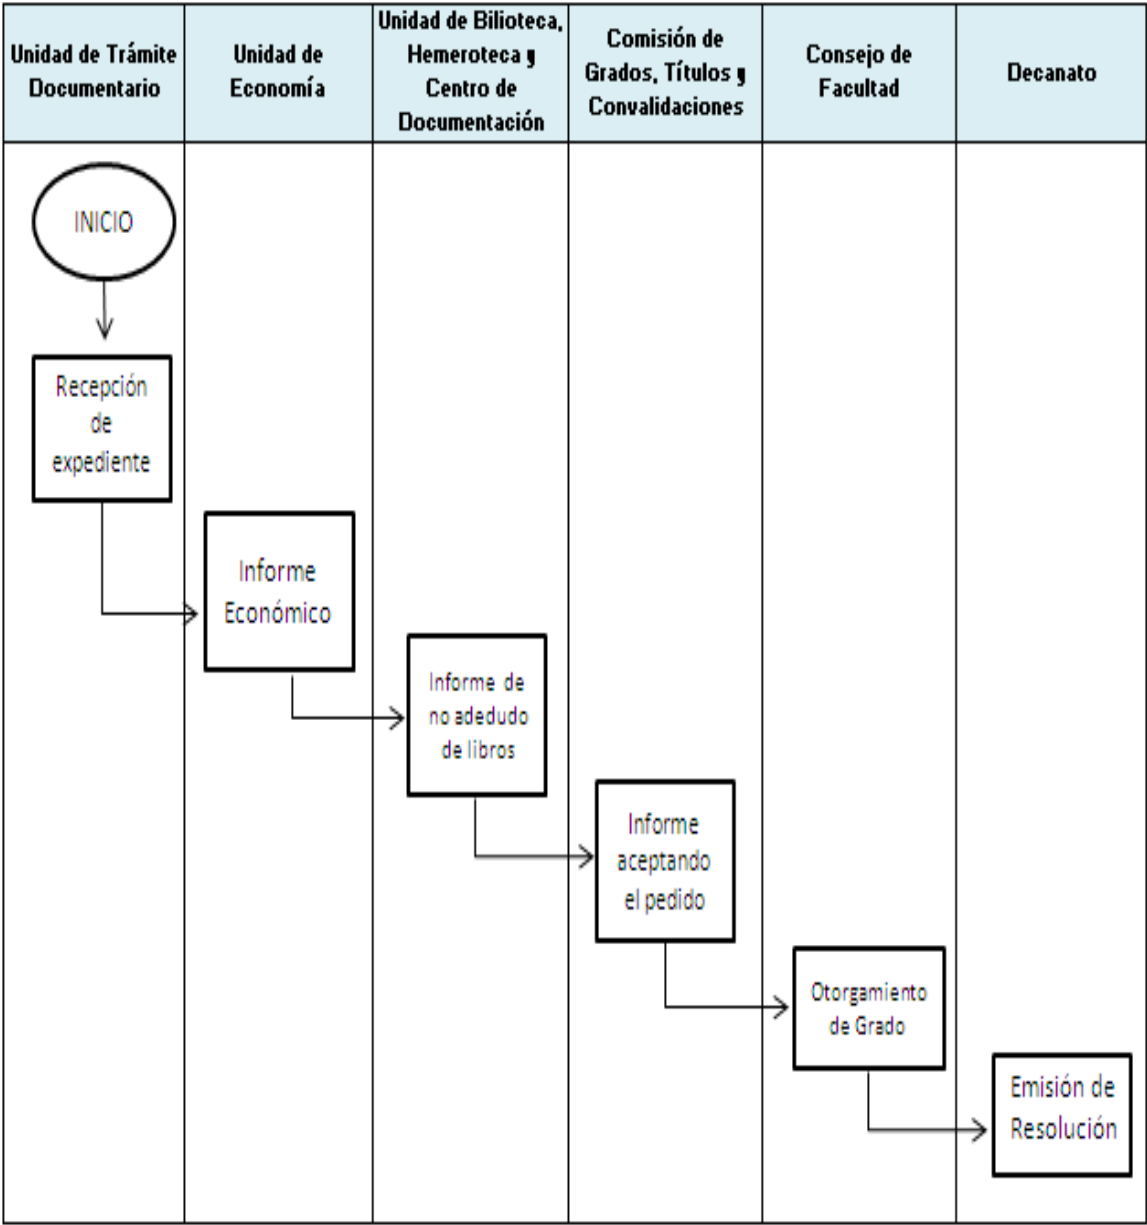 Unidad de Trámite
Documentario
Unidad de
Economía
Unidad de Bilioteca,
Hemeroteca y
Centro de
Documentación
Comisión de
Grados, Títulos y
Convalidaciones
Consejo de
Facultad
Decanato
INICIO
Recepción
de
expediente
Informe
Económico
Informe de
no adedudo
de libros
Informe
aceptando
el pedido
Otorgamiento
de Grado
Emisión de
Resolución